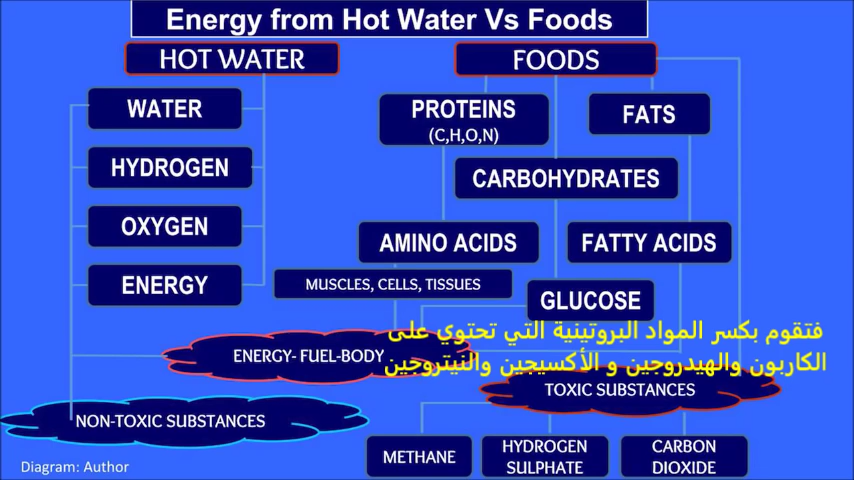 Energy from Hot Water Vs Foods
HOT WATER
FOODS
WATER
HYDROGEN
OXYGEN
ENERGY
PROTEINS
(C,H,O,N)
FATS
CARBOHYDRATES
AMINO ACIDS
FATTY ACIDS
MUSCLES, CELLS, TISSUES
GLUCOSE
فتقوم بكسر المواد البروتينية التي تحتوي على
الكاربون والهيدروجين و الأكسيجين والنيتروجين
ENERGY- FUEL-BODY
TOXIC SUBSTANCES
NON-TOXIC SUBSTANCES
METHANE
HYDROGEN
SULPHATE
CARBON
DIOXIDE
Diagram: Author